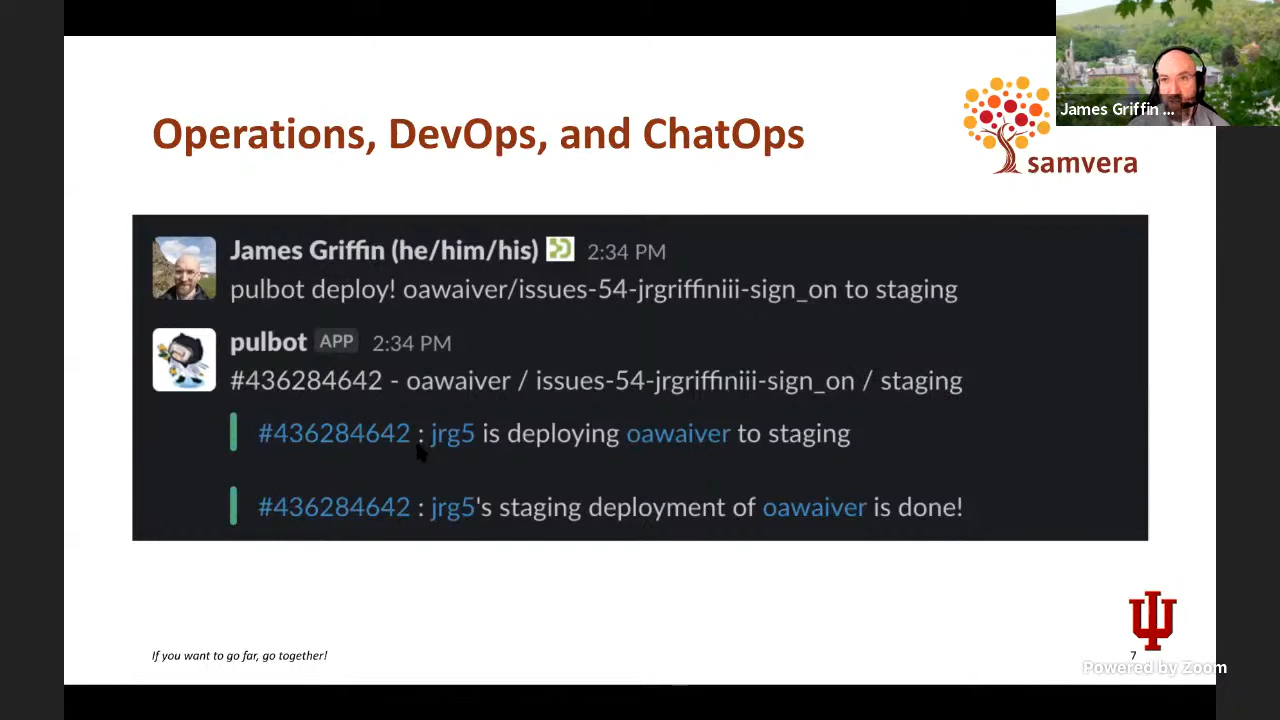 James Griffin ...
Operations, DevOps, and ChatOps
samvera
James Griffin (he/him/his) 2:34 PM
pulbot deploy! oawaiver/issues-54-jrgriffiniii-sign_on to staging
pulbot APP 2:34 PM
#436284642 - oawaiver / issues-54-jrgriffiniii-sign_on / staging
#436284642 : jrg5 is deploying oawaiver to staging
#436284642 : jrg5's staging deployment of oawaiver is done!
If you want to go far, go together!
7
Powered by Zoom